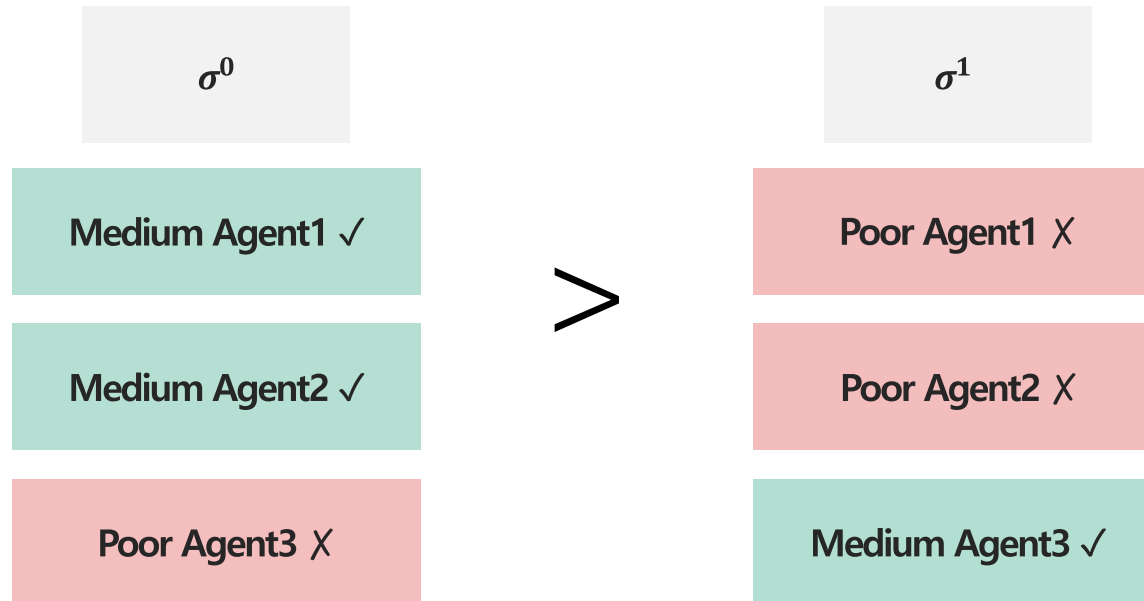 σ⁰
Medium Agent1 ✓
Medium Agent2 ✓
Poor Agent3 ✗
>
σ¹
Poor Agent1 ✗
Poor Agent2 ✗
Medium Agent3 ✓